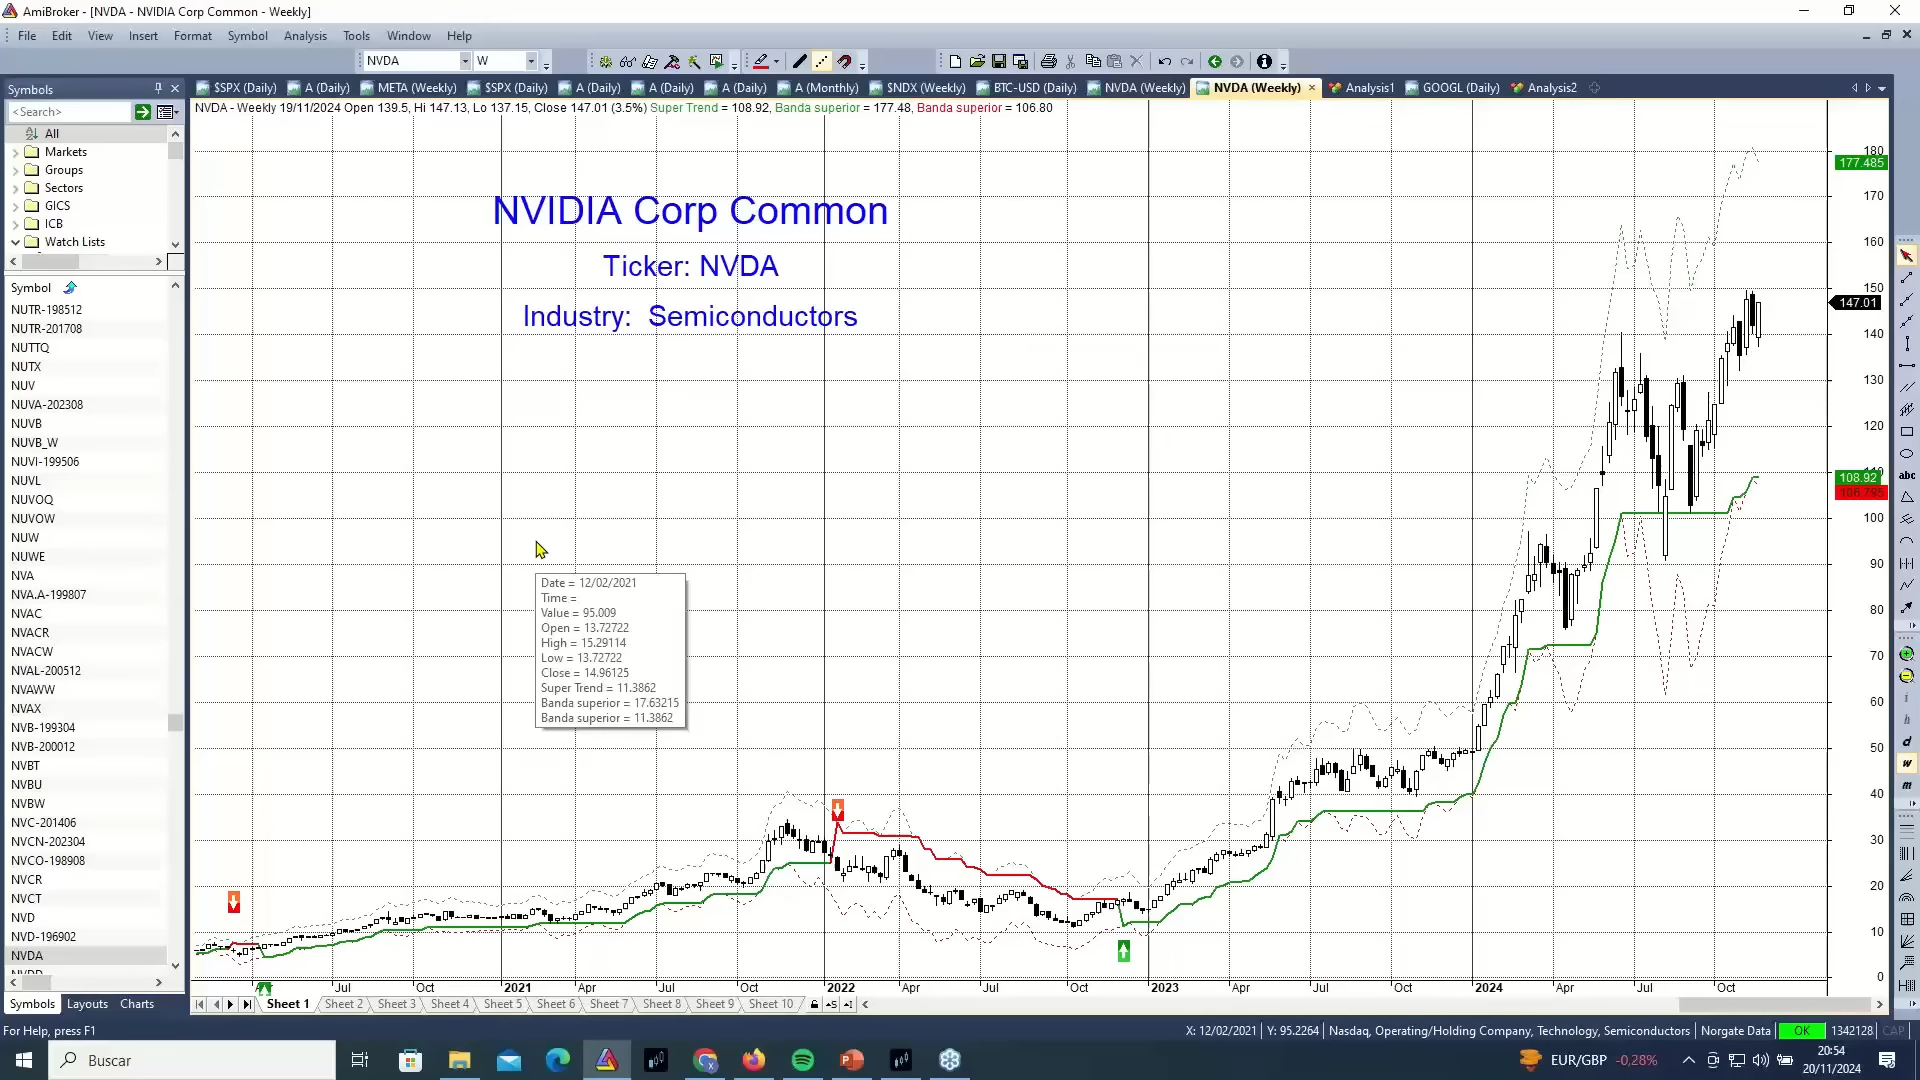 AmiBroker - [NVDA - NVIDIA Corp Common - Weekly]
File Edit View Insert Format Symbol Analysis Tools Window Help
NVDA W
Symbols
$SPX (Daily) A (Daily) META (Weekly) $SPX (Daily) A (Daily) A (Daily) A (Daily) A (Monthly) $NDX (Weekly) BTC-USD (Daily) NVDA (Weekly) NVDA (Weekly) Analysis1 GOOGL (Daily) Analysis2
<Search>
NVDA - Weekly 19/11/2024 Open 139.5, Hi 147.13, Lo 137.15, Close 147.01 (3.5%) Super Trend = 108.92, Banda superior = 177.48, Banda superior = 106.80
All
Markets
Groups
Sectors
GICS
ICB
Watch Lists
Symbol
NUTR-198512
NUTR-201708
NUTTQ
NUTX
NUV
NUVA-202308
NUVB
NUVB_W
NUVI-199506
NUVL
NUVOQ
NUVOW
NUW
NUWE
NVA
NVA.A-199807
NVAC
NVACR
NVACW
NVAL-200512
NVAWW
NVAX
NVB-199304
NVB-200012
NVBT
NVBU
NVBW
NVC-201406
NVCN-202304
NVCO-198908
NVCR
NVCT
NVD
NVD-196902
NVDA
Symbols Layouts Charts
NVIDIA Corp Common
Ticker: NVDA
Industry: Semiconductors
Date = 12/02/2021
Time =
Value = 95.009
Open = 13.72722
High = 15.29114
Low = 13.72722
Close = 14.96125
Super Trend = 11.3862
Banda superior = 17.63215
Banda superior = 11.3862
180
177.485
170
160
150
147.01
140
130
120
108.92
106.795
100
90
80
70
60
50
40
30
20
10
0
abc
i
h
d
w
m
Jul Oct 2021 Apr Jul Oct 2022 Apr Jul Oct 2023 Apr Jul Oct 2024 Apr Jul Oct
Sheet 1 Sheet 2 Sheet 3 Sheet 4 Sheet 5 Sheet 6 Sheet 7 Sheet 8 Sheet 9 Sheet 10
For Help, press F1
X: 12/02/2021 Y: 95.2264 Nasdaq, Operating/Holding Company, Technology, Semiconductors Norgate Data OK 1342128 CAP
Buscar
EUR/GBP -0,28%
20:54
20/11/2024